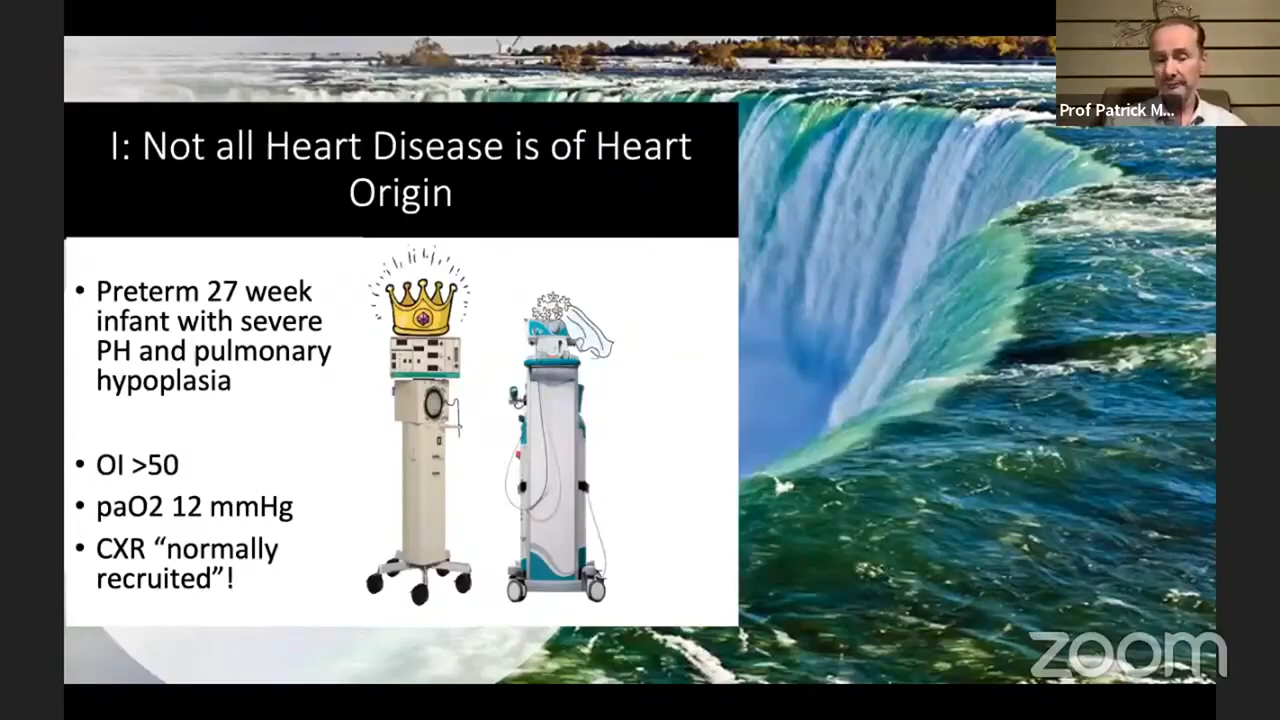 Prof Patrick M...
I: Not all Heart Disease is of Heart
Origin
• Preterm 27 week
infant with severe
PH and pulmonary
hypoplasia
• OI >50
• paO2 12 mmHg
• CXR “normally
recruited”!
zoom